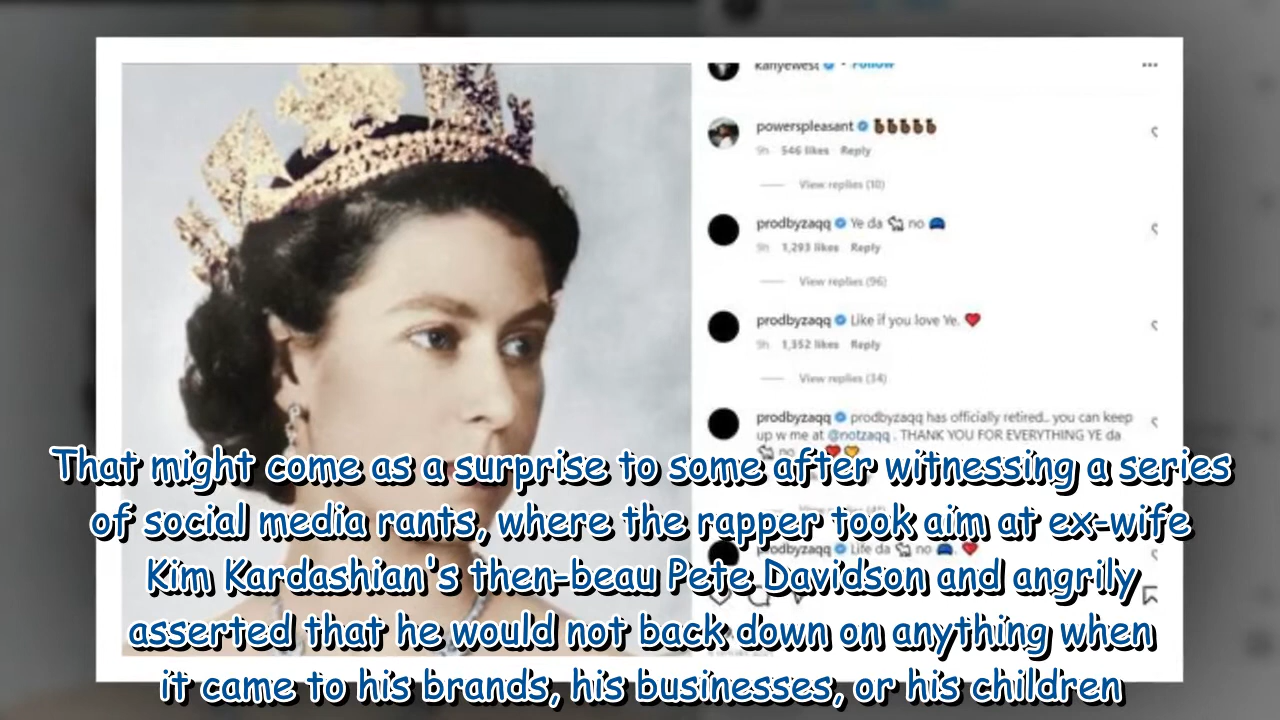 kanyewest • Follow
powerspleasant
9h 546 likes Reply
View replies (10)
prodbyzaqq Ye da 🐐 no 🧢
9h 1,293 likes Reply
View replies (96)
prodbyzaqq Like if you love Ye. ❤️
9h 1,352 likes Reply
View replies (34)
prodbyzaqq prodbyzaqq has officially retired.. you can keep
up w me at @notzaqq . THANK YOU FOR EVERYTHING YE da
🐐 no
prodbyzaqq Life da 🐐 no 🧢 ❤️
That might come as a surprise to some after witnessing a series
of social media rants, where the rapper took aim at ex-wife
Kim Kardashian's then-beau Pete Davidson and angrily
asserted that he would not back down on anything when
it came to his brands, his businesses, or his children